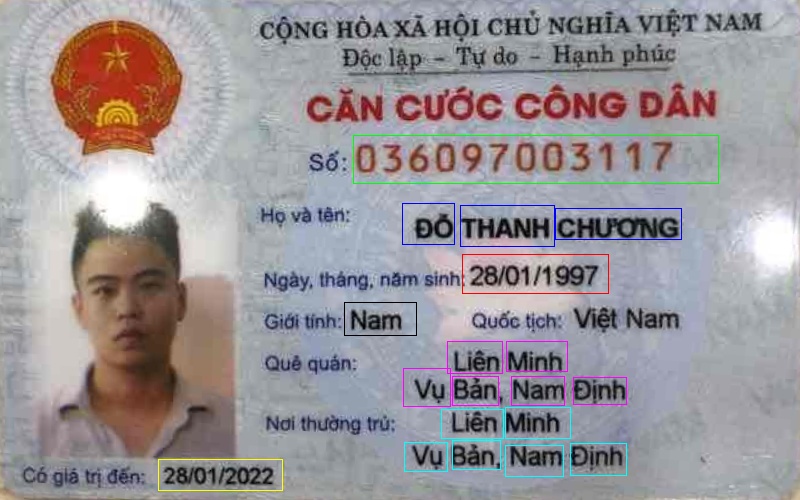 CỘNG HÒA XÃ HỘI CHỦ NGHĨA VIỆT NAM
Độc lập – Tự do – Hạnh phúc
CĂN CƯỚC CÔNG DÂN
Số: 036097003117
Họ và tên: ĐỖ THANH CHƯƠNG
Ngày, tháng, năm sinh: 28/01/1997
Giới tính: Nam Quốc tịch: Việt Nam
Quê quán: Liên Minh
Vụ Bản, Nam Định
Nơi thường trú: Liên Minh
Vụ Bản, Nam Định
Có giá trị đến: 28/01/2022